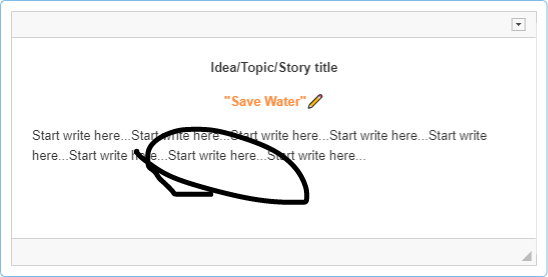 Idea/Topic/Story title
"Save Water"✏️
Start write here...Start write here...Start write here...Start write here...Start write
here...Start write here...Start write here...Start write here...